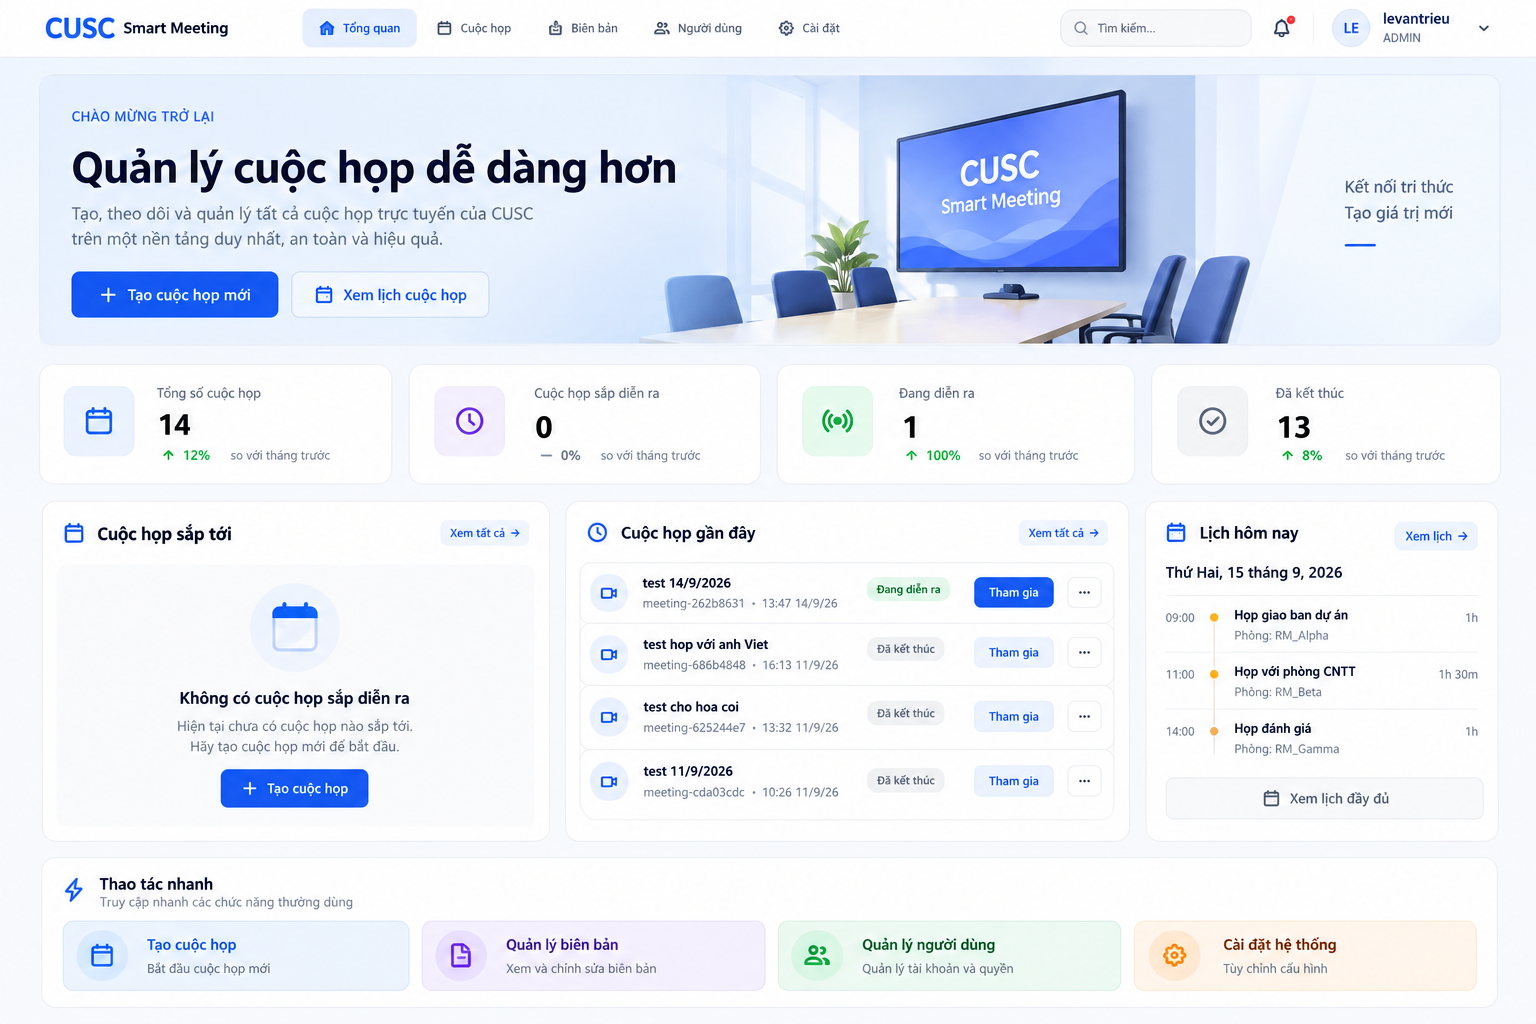 CUSC Smart Meeting
Tổng quan
Cuộc họp
Biên bản
Người dùng
Cài đặt
Tìm kiếm...
LE
levantrieu
ADMIN
CHÀO MỪNG TRỞ LẠI
Quản lý cuộc họp dễ dàng hơn
Tạo, theo dõi và quản lý tất cả cuộc họp trực tuyến của CUSC
trên một nền tảng duy nhất, an toàn và hiệu quả.
Tạo cuộc họp mới
Xem lịch cuộc họp
CUSC
Smart Meeting
Kết nối tri thức
Tạo giá trị mới
Tổng số cuộc họp
14
↑ 12% so với tháng trước
Cuộc họp sắp diễn ra
0
— 0% so với tháng trước
Đang diễn ra
1
↑ 100% so với tháng trước
Đã kết thúc
13
↑ 8% so với tháng trước
Cuộc họp sắp tới
Xem tất cả →
Không có cuộc họp sắp diễn ra
Hiện tại chưa có cuộc họp nào sắp tới.
Hãy tạo cuộc họp mới để bắt đầu.
Tạo cuộc họp
Cuộc họp gần đây
Xem tất cả →
test 14/9/2026
meeting-262b8631 • 13:47 14/9/26
Đang diễn ra
Tham gia
test hop với anh Viet
meeting-686b4848 • 16:13 11/9/26
Đã kết thúc
Tham gia
test cho hoa coi
meeting-625244e7 • 13:32 11/9/26
Đã kết thúc
Tham gia
test 11/9/2026
meeting-cda03cdc • 10:26 11/9/26
Đã kết thúc
Tham gia
Lịch hôm nay
Xem lịch →
Thứ Hai, 15 tháng 9, 2026
09:00
Họp giao ban dự án
1h
Phòng: RM_Alpha
11:00
Họp với phòng CNTT
1h 30m
Phòng: RM_Beta
14:00
Họp đánh giá
1h
Phòng: RM_Gamma
Xem lịch đầy đủ
Thao tác nhanh
Truy cập nhanh các chức năng thường dùng
Tạo cuộc họp
Bắt đầu cuộc họp mới
Quản lý biên bản
Xem và chỉnh sửa biên bản
Quản lý người dùng
Quản lý tài khoản và quyền
Cài đặt hệ thống
Tùy chỉnh cấu hình